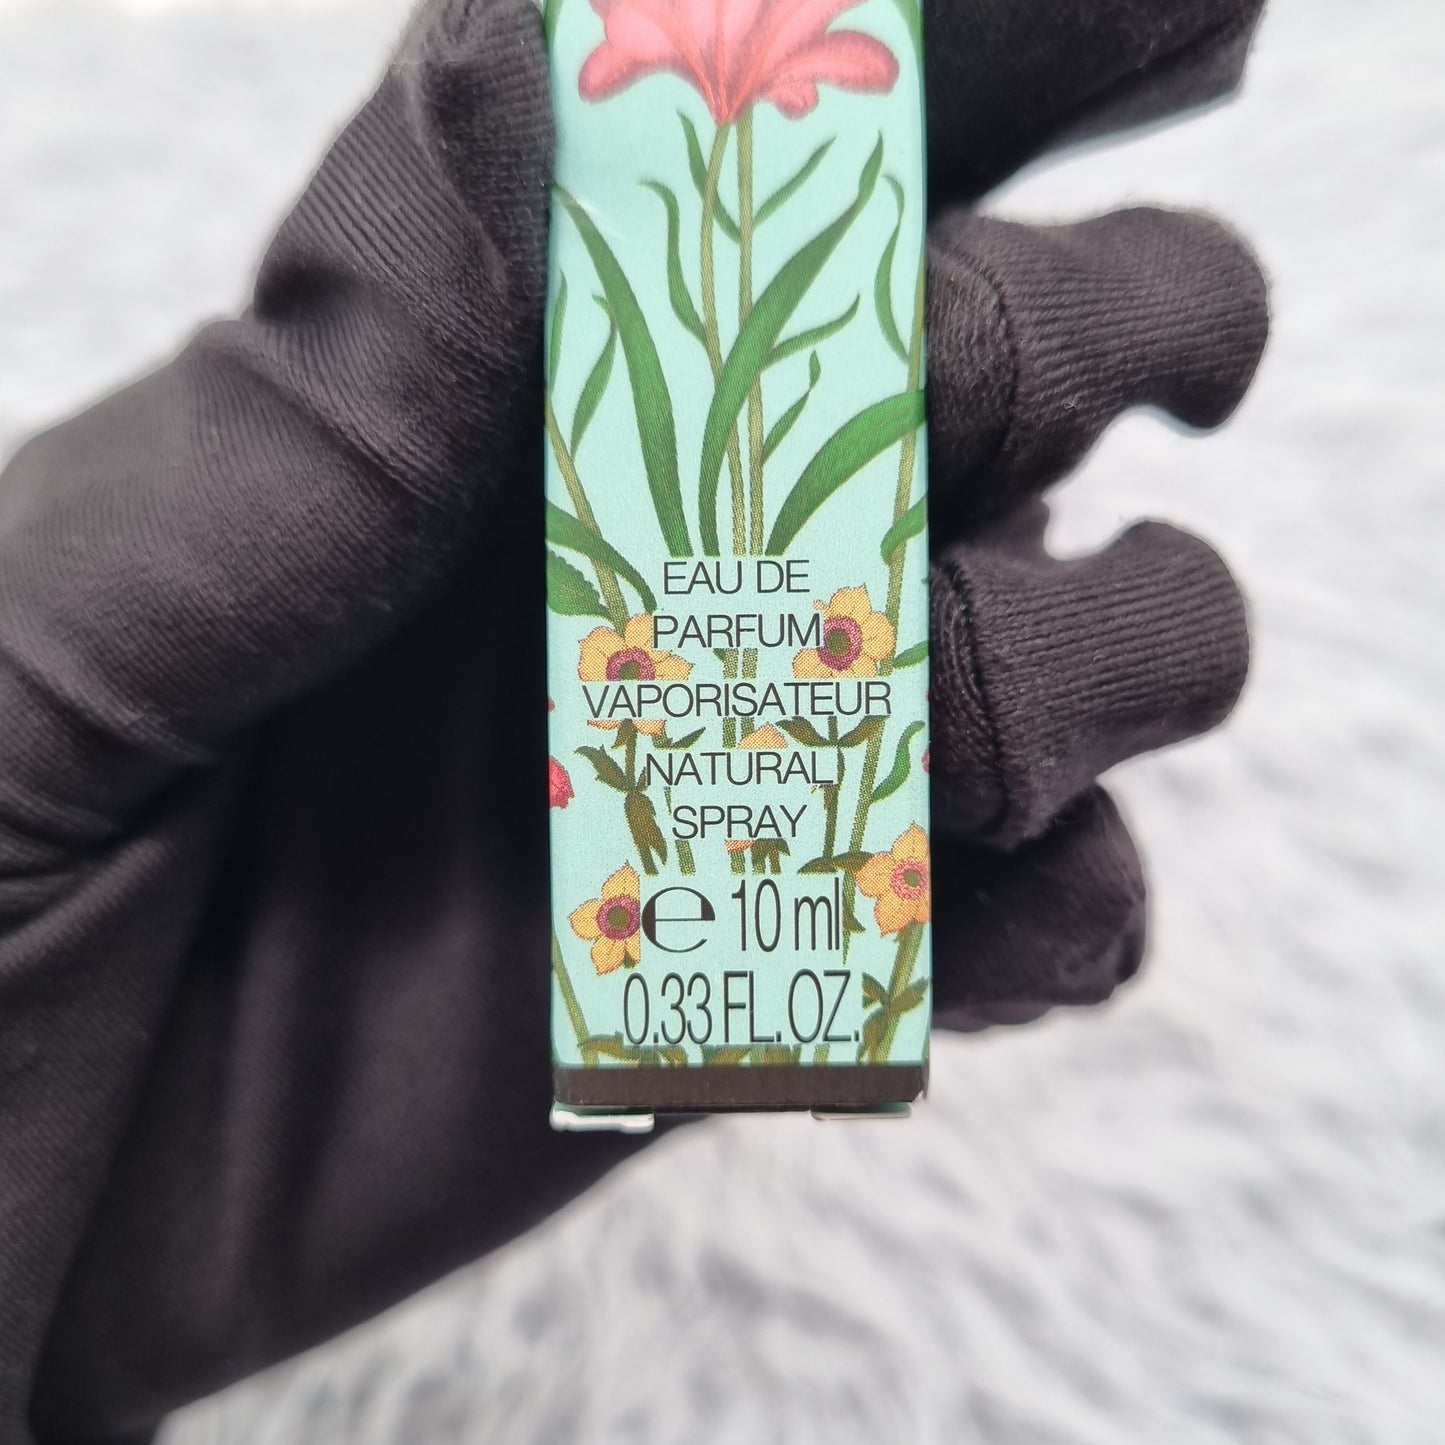 EAU DE
PARFUM
VAPORISATEUR
NATURAL
SPRAY
℮ 10 ml
0.33 FL. OZ.